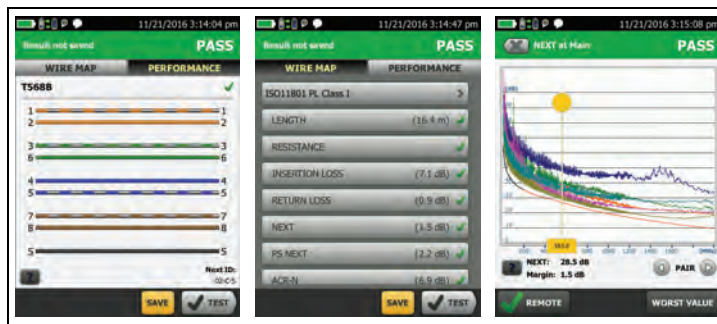 11/21/2016 3:14:04 pm
Result not saved
PASS
WIRE MAP
PERFORMANCE
T568B
1 1
2 2
3 3
6 6
4 4
5 5
7 7
8 8
S S
?
Next ID:
SAVE
TEST
11/21/2016 3:14:47 pm
Result not saved
PASS
WIRE MAP
PERFORMANCE
ISO11801 PL Class I
LENGTH (16.4 m)
RESISTANCE
INSERTION LOSS (7.1 dB)
RETURN LOSS (0.9 dB)
NEXT (1.5 dB)
PS NEXT (2.2 dB)
ACR-N (6.9 dB)
SAVE
TEST
11/21/2016 3:15:08 pm
NEXT at Main
PASS
?
NEXT: 28.5 dB
Margin: 1.5 dB
PAIR
REMOTE
WORST VALUE